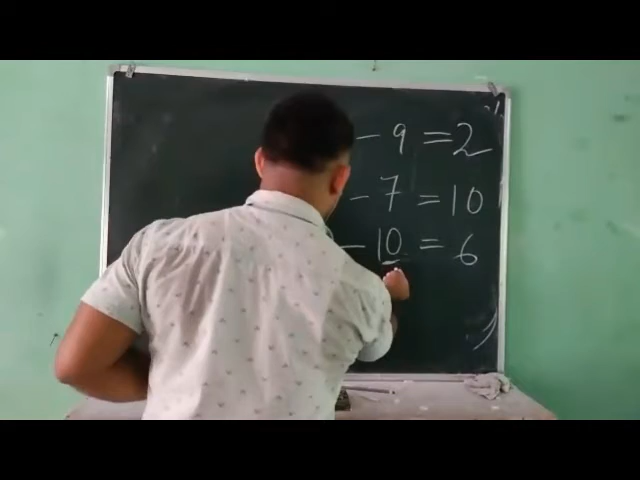 - 9 = 2
- 7 = 10
- 10 = 6